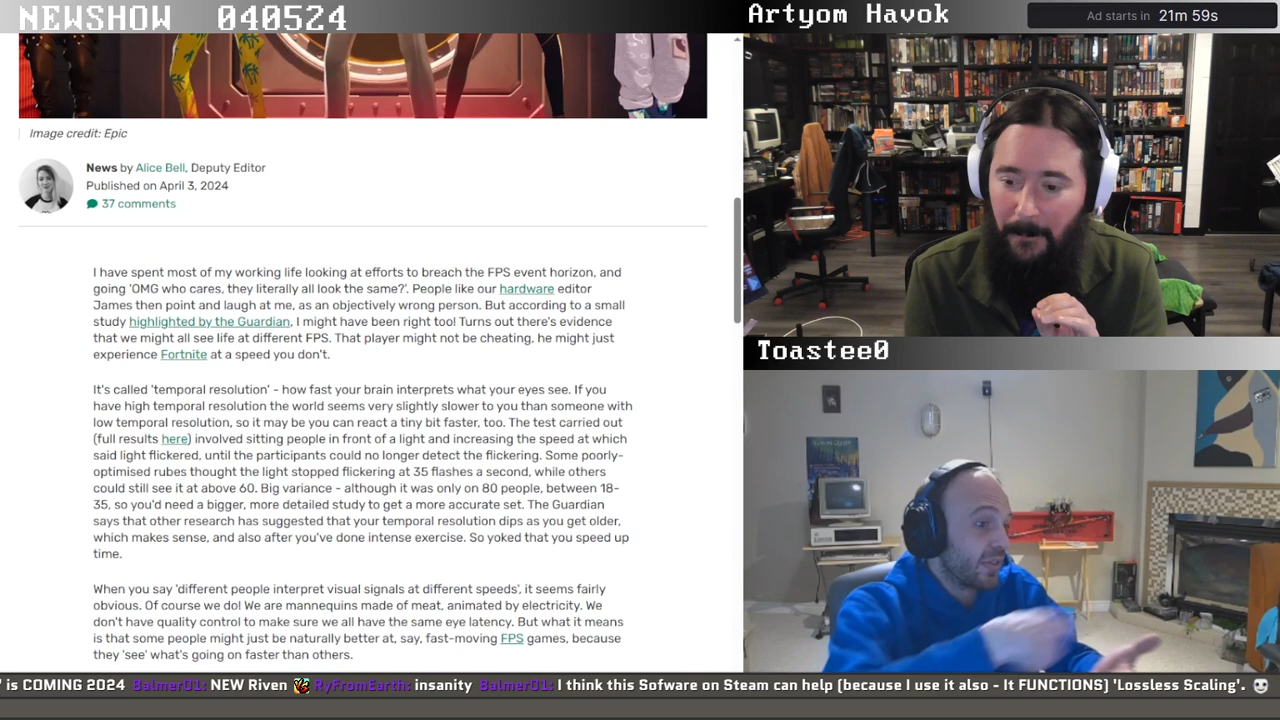 NEWSHOW 040524
Artyom Havok
Ad starts in 21m 59s
Image credit: Epic
News by Alice Bell, Deputy Editor
Published on April 3, 2024
37 comments
I have spent most of my working life looking at efforts to breach the FPS event horizon, and
going 'OMG who cares, they literally all look the same?'. People like our hardware editor
James then point and laugh at me, as an objectively wrong person. But according to a small
study highlighted by the Guardian, I might have been right too! Turns out there's evidence
that we might all see life at different FPS. That player might not be cheating, he might just
experience Fortnite at a speed you don't.
It's called 'temporal resolution' - how fast your brain interprets what your eyes see. If you
have high temporal resolution the world seems very slightly slower to you than someone with
low temporal resolution, so it may be you can react a tiny bit faster, too. The test carried out
(full results here) involved sitting people in front of a light and increasing the speed at which
said light flickered, until the participants could no longer detect the flickering. Some poorly-
optimised rubes thought the light stopped flickering at 35 flashes a second, while others
could still see it at above 60. Big variance - although it was only on 80 people, between 18-
35, so you'd need a bigger, more detailed study to get a more accurate set. The Guardian
says that other research has suggested that your temporal resolution dips as you get older,
which makes sense, and also after you've done intense exercise. So yoked that you speed up
time.
When you say 'different people interpret visual signals at different speeds', it seems fairly
obvious. Of course we do! We are mannequins made of meat, animated by electricity. We
don't have quality control to make sure we all have the same eye latency. But what it means
is that some people might just be naturally better at, say, fast-moving FPS games, because
they 'see' what's going on faster than others.
Toastee0
' is COMING 2024 Balmer01: NEW Riven RyFromEarth: insanity Balmer01: I think this Sofware on Steam can help (because I use it also - It FUNCTIONS) 'Lossless Scaling'.